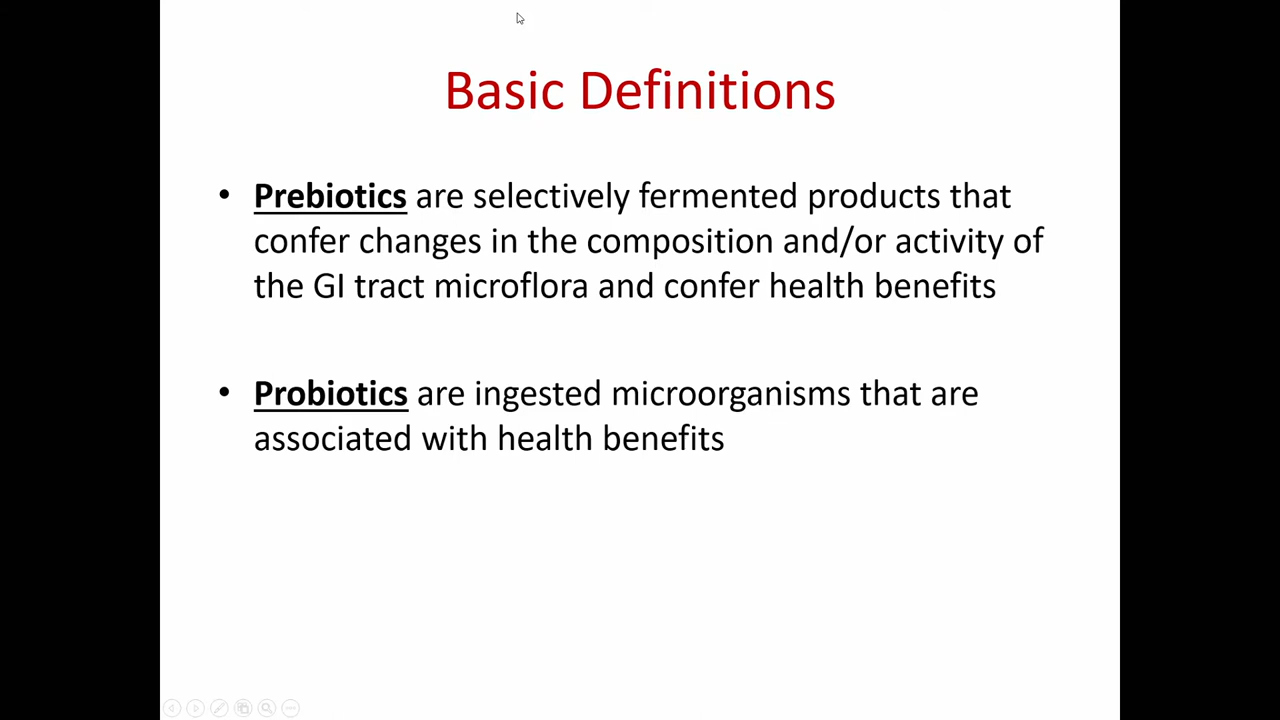 Basic Definitions
• Prebiotics are selectively fermented products that
confer changes in the composition and/or activity of
the GI tract microflora and confer health benefits
• Probiotics are ingested microorganisms that are
associated with health benefits